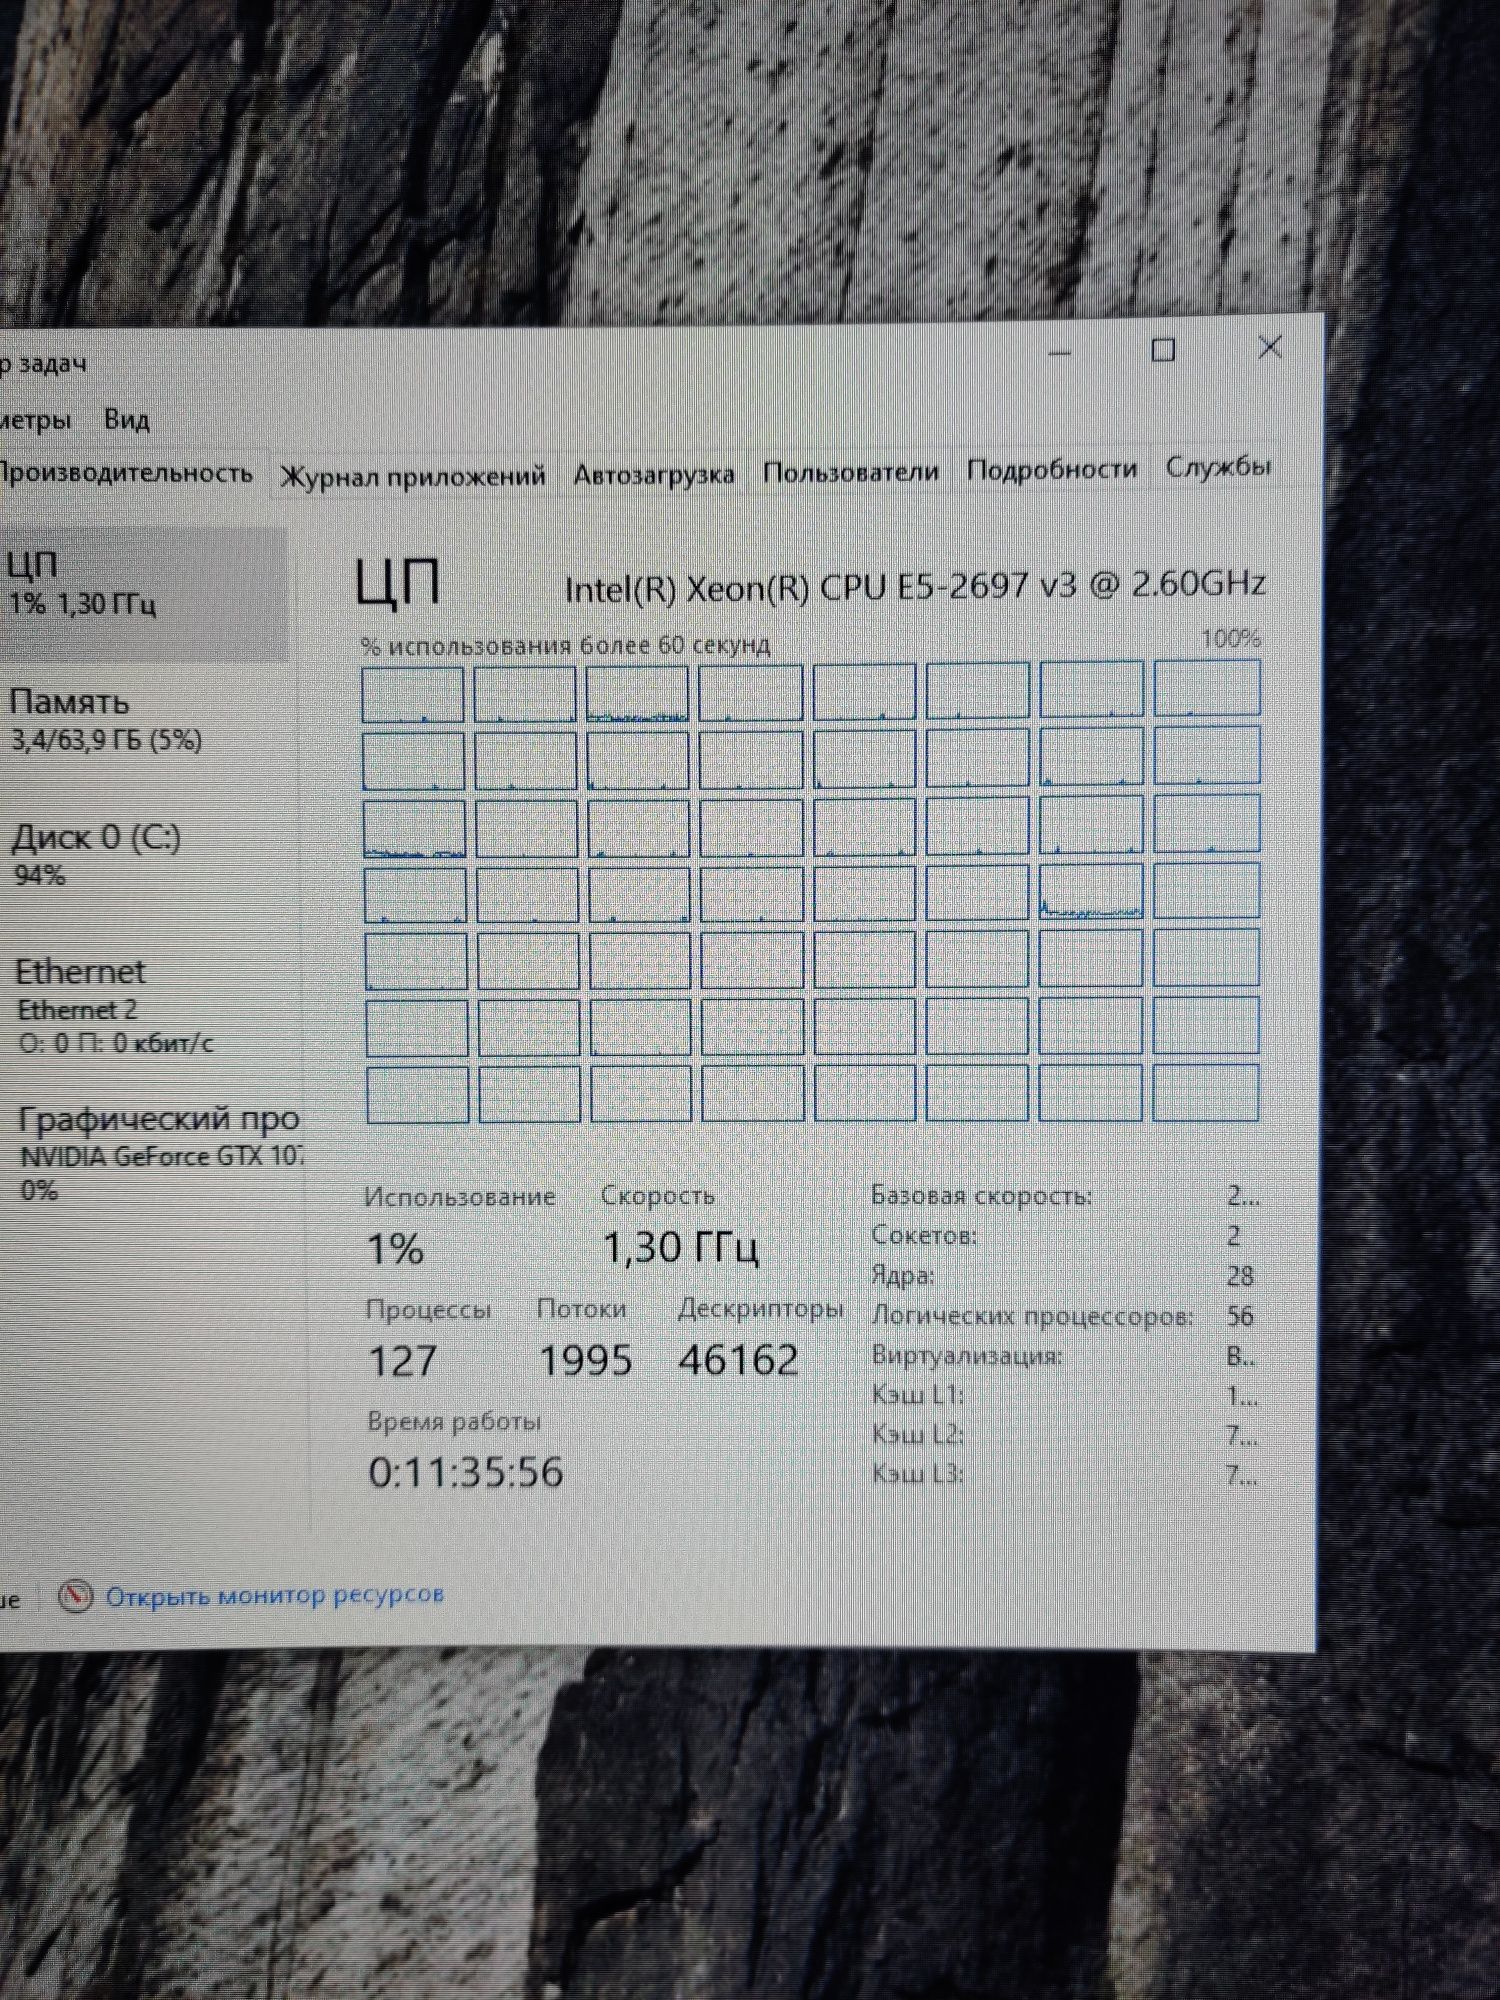 р задач
метры Вид
Производительность Журнал приложений Автозагрузка Пользователи Подробности Службы
ЦП
1% 1,30 ГГц
Память
3,4/63,9 ГБ (5%)
Диск 0 (C:)
94%
Ethernet
Ethernet 2
О: 0 П: 0 кбит/с
Графический про
NVIDIA GeForce GTX 107
0%
ЦП Intel(R) Xeon(R) CPU E5-2697 v3 @ 2.60GHz
% использования более 60 секунд 100%
Использование Скорость
1% 1,30 ГГц
Процессы Потоки Дескрипторы
127 1995 46162
Время работы
0:11:35:56
Базовая скорость: 2...
Сокетов: 2
Ядра: 28
Логических процессоров: 56
Виртуализация: В..
Кэш L1: 1...
Кэш L2: 7...
Кэш L3: 7...
ше Открыть монитор ресурсов